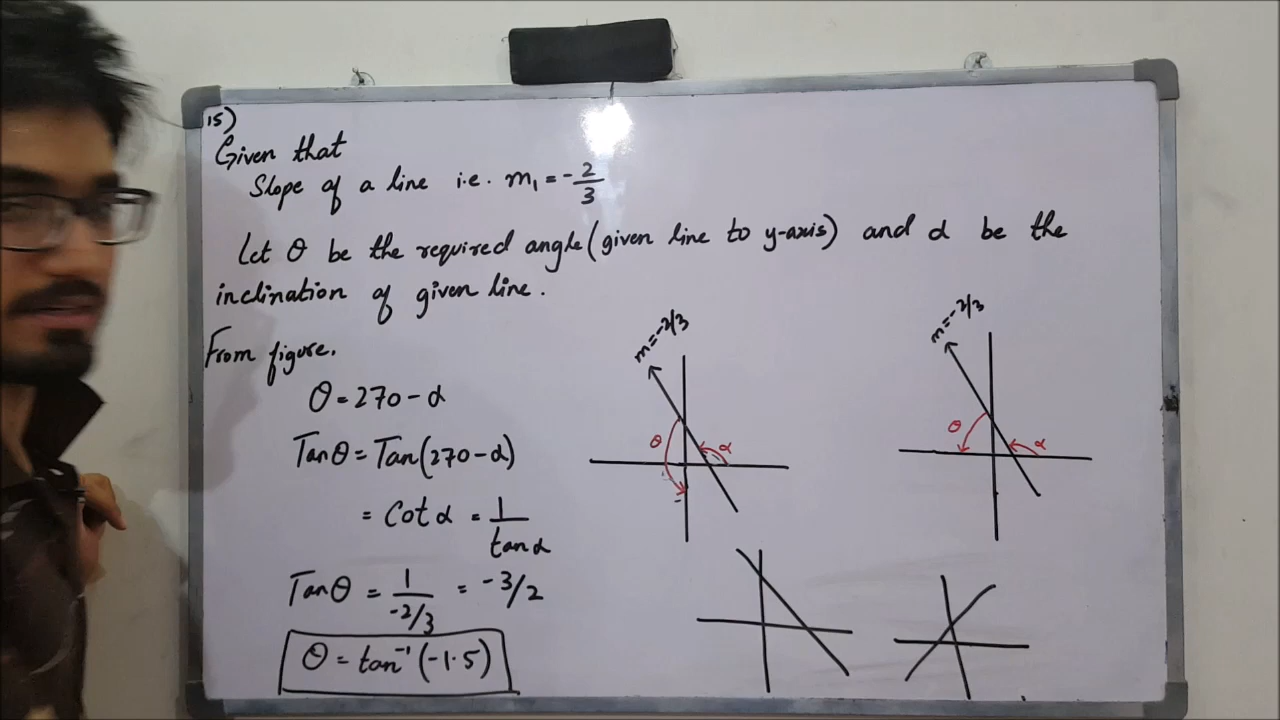 15)
Given that
Slope of a line i.e. m₁ = -2/3
Let θ be the required angle (given line to y-axis) and α be the
inclination of given line.
From figure.
θ = 270 - α
Tanθ = Tan(270 - α)
= Cot α = 1/tan α
Tanθ = 1/(-2/3) = -3/2
θ = tan⁻¹(-1.5)
m = -2/3
θ
α
m = -2/3
θ
α